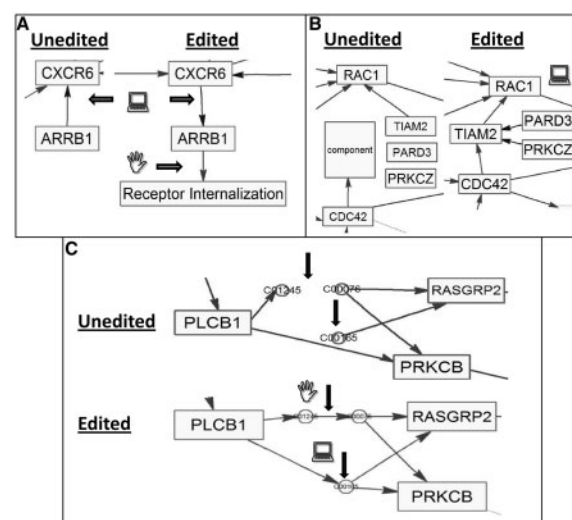 A
Unedited
Edited
CXCR6
CXCR6
ARRB1
ARRB1
Receptor Internalization
B
Unedited
Edited
RAC1
RAC1
TIAM2
TIAM2
PARD3
component
PARD3
PRKCZ
PRKCZ
CDC42
CDC42
C
C01245
C00076
RASGRP2
Unedited
PLCB1
C00165
PRKCB
Edited
PLCB1
RASGRP2
PRKCB